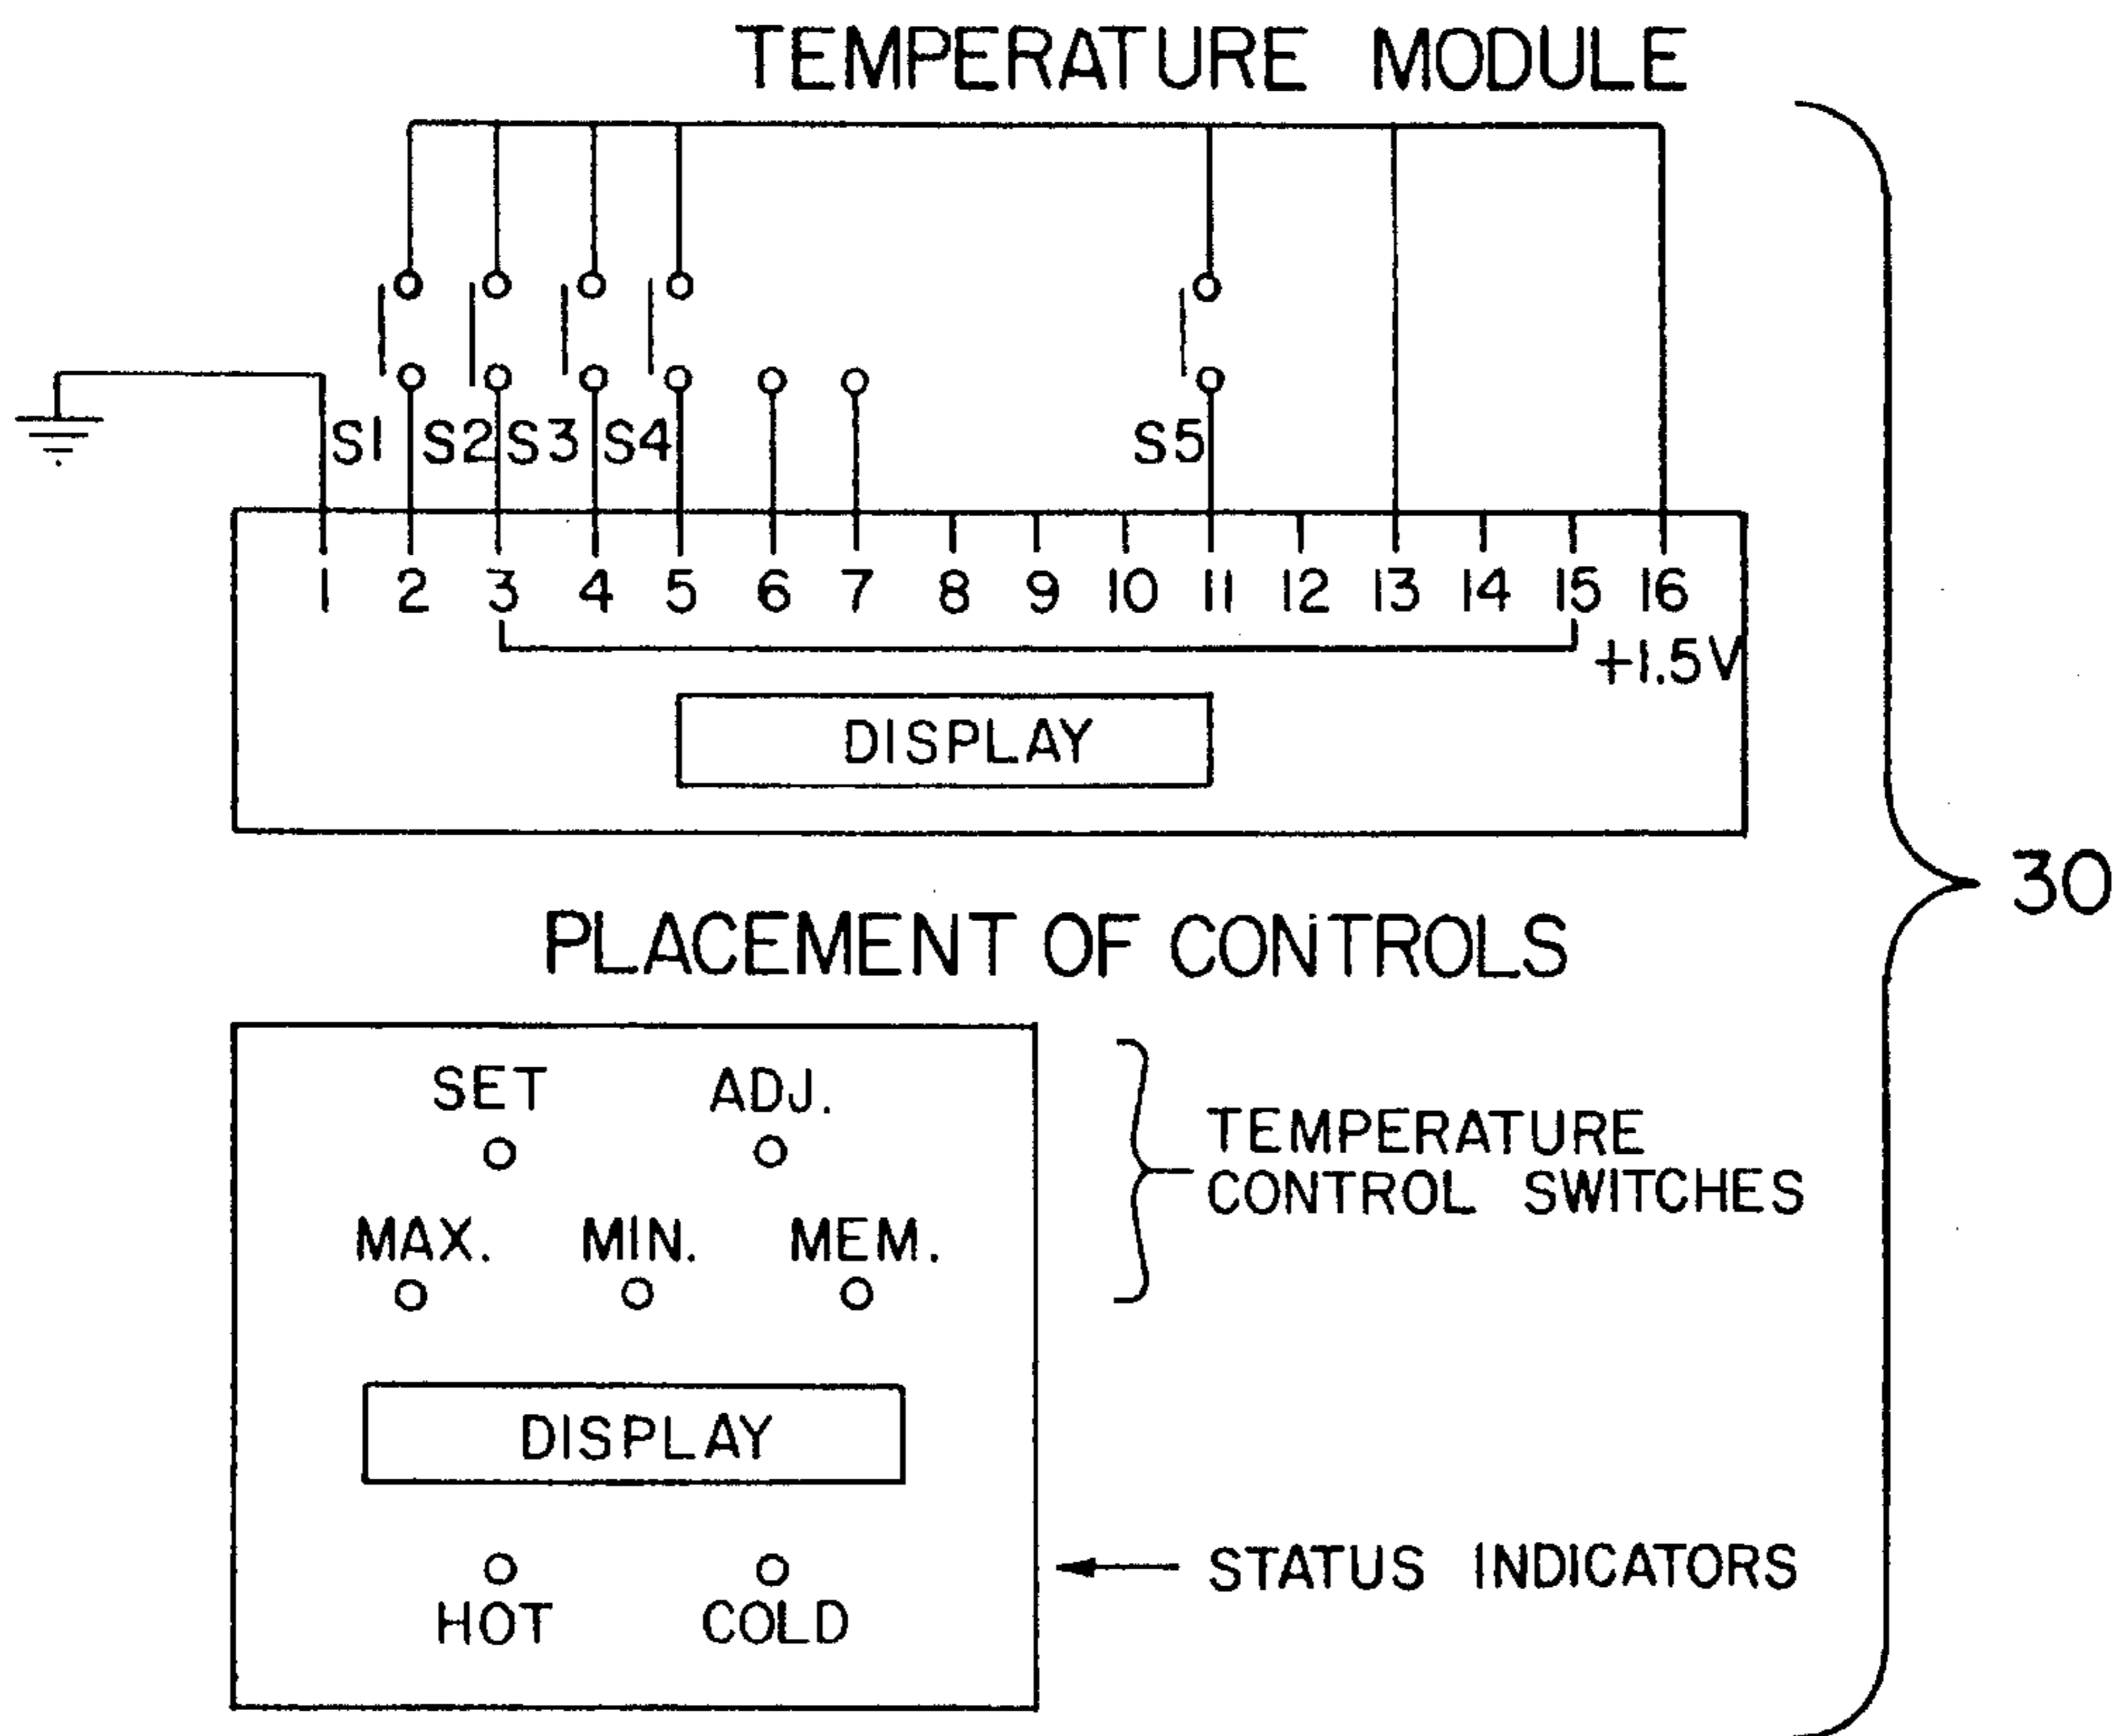 TEMPERATURE MODULE
S1 S2 S3 S4 S5
1 2 3 4 5 6 7 8 9 10 11 12 13 14 15 16
+1.5V
DISPLAY
30
PLACEMENT OF CONTROLS
SET ADJ.
MAX. MIN. MEM.
TEMPERATURE
CONTROL SWITCHES
DISPLAY
HOT COLD
STATUS INDICATORS